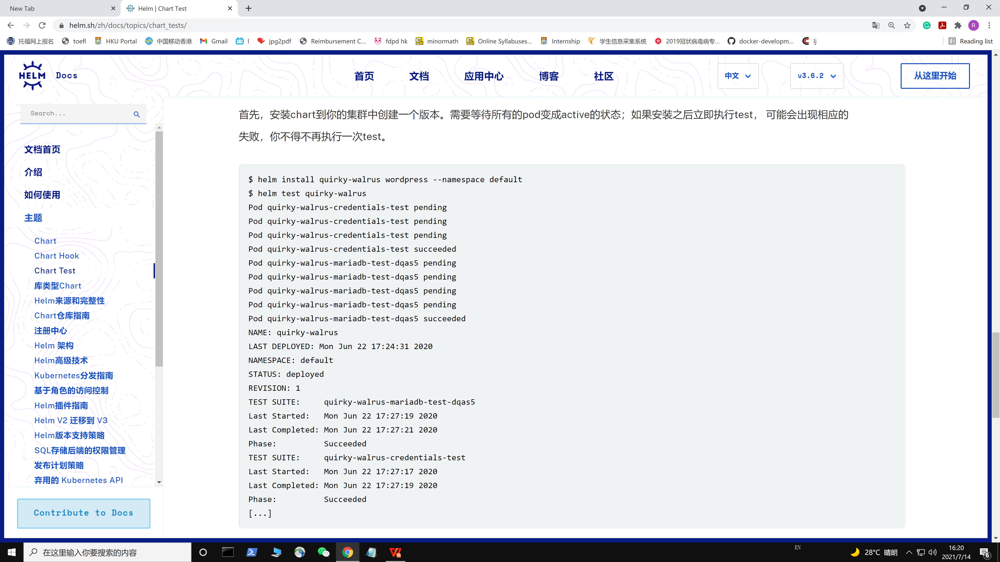 New Tab
Helm | Chart Test
helm.sh/zh/docs/topics/chart_tests/
托福网上报名 toefl HKU Portal 中国移动香港 Gmail l jpg2pdf Reimbursement C... fdpd hk minormath Online Syllabuses... Internship 学生信息采集系统 2019冠状病毒病专... docker-developm... lj Reading list
HELM Docs 首页 文档 应用中心 博客 社区 中文 v3.6.2 从这里开始
Search...
文档首页
介绍
如何使用
主题
Chart
Chart Hook
Chart Test
库类型Chart
Helm来源和完整性
Chart仓库指南
注册中心
Helm 架构
Helm高级技术
Kubernetes分发指南
基于角色的访问控制
Helm插件指南
Helm V2 迁移到 V3
Helm版本支持策略
SQL存储后端的权限管理
发布计划策略
弃用的 Kubernetes API
Contribute to Docs
首先，安装chart到你的集群中创建一个版本。需要等待所有的pod变成active的状态；如果安装之后立即执行test， 可能会出现相应的
失败，你不得不再执行一次test。
$ helm install quirky-walrus wordpress --namespace default
$ helm test quirky-walrus
Pod quirky-walrus-credentials-test pending
Pod quirky-walrus-credentials-test pending
Pod quirky-walrus-credentials-test pending
Pod quirky-walrus-credentials-test succeeded
Pod quirky-walrus-mariadb-test-dqas5 pending
Pod quirky-walrus-mariadb-test-dqas5 pending
Pod quirky-walrus-mariadb-test-dqas5 pending
Pod quirky-walrus-mariadb-test-dqas5 pending
Pod quirky-walrus-mariadb-test-dqas5 succeeded
NAME: quirky-walrus
LAST DEPLOYED: Mon Jun 22 17:24:31 2020
NAMESPACE: default
STATUS: deployed
REVISION: 1
TEST SUITE:     quirky-walrus-mariadb-test-dqas5
Last Started:   Mon Jun 22 17:27:19 2020
Last Completed: Mon Jun 22 17:27:21 2020
Phase:          Succeeded
TEST SUITE:     quirky-walrus-credentials-test
Last Started:   Mon Jun 22 17:27:17 2020
Last Completed: Mon Jun 22 17:27:19 2020
Phase:          Succeeded
[...]
在这里输入你要搜索的内容
EN
28°C 晴朗
16:20
2021/7/14
6